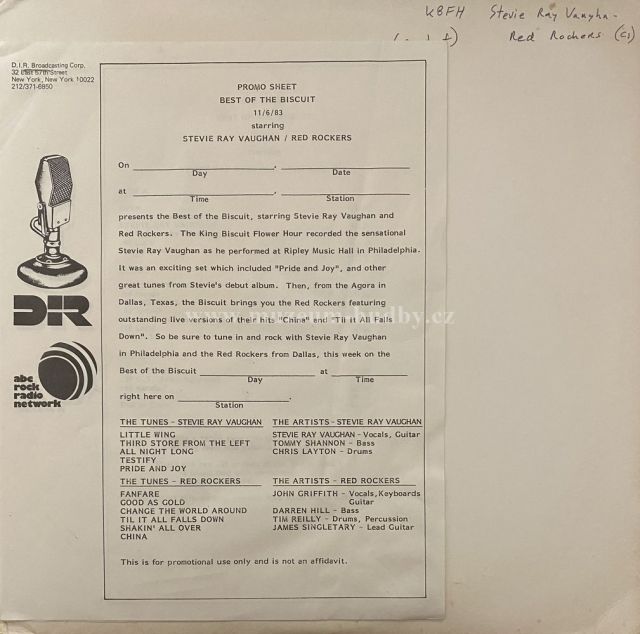 KBFH Stevie Ray Vaughn-
Red Rockers (G)
D.I.R. Broadcasting Corp.
32 East 57th Street
New York, New York 10022
212/371-6850
DIR
abc
rock
radio
network
PROMO SHEET
BEST OF THE BISCUIT
11/6/83
starring
STEVIE RAY VAUGHAN / RED ROCKERS
On ____, ____
Day Date
at ____, ____
Time Station
presents the Best of the Biscuit, starring Stevie Ray Vaughan and
Red Rockers. The King Biscuit Flower Hour recorded the sensational
Stevie Ray Vaughan as he performed at Ripley Music Hall in Philadelphia.
It was an exciting set which included "Pride and Joy", and other
great tunes from Stevie's debut album. Then, from the Agora in
Dallas, Texas, the Biscuit brings you the Red Rockers featuring
outstanding live versions of their hits "China" and "Til It All Falls
Down". So be sure to tune in and rock with Stevie Ray Vaughan
in Philadelphia and the Red Rockers from Dallas, this week on the
Best of the Biscuit ____ at ____
Day Time
right here on ____.
Station
THE TUNES - STEVIE RAY VAUGHAN THE ARTISTS - STEVIE RAY VAUGHAN
LITTLE WING STEVIE RAY VAUGHAN - Vocals, Guitar
THIRD STORE FROM THE LEFT TOMMY SHANNON - Bass
ALL NIGHT LONG CHRIS LAYTON - Drums
TESTIFY
PRIDE AND JOY
THE TUNES - RED ROCKERS THE ARTISTS - RED ROCKERS
FANFARE JOHN GRIFFITH - Vocals, Keyboards
GOOD AS GOLD Guitar
CHANGE THE WORLD AROUND DARREN HILL - Bass
TIL IT ALL FALLS DOWN TIM REILLY - Drums, Percussion
SHAKIN' ALL OVER JAMES SINGLETARY - Lead Guitar
CHINA
This is for promotional use only and is not an affidavit.
www.muzeumahudby.cz